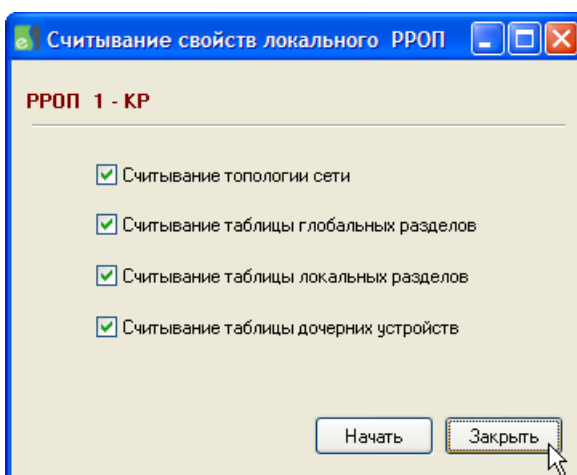 Считывание свойств локального РРОП
РРОП 1 - КР
Считывание топологии сети
Считывание таблицы глобальных разделов
Считывание таблицы локальных разделов
Считывание таблицы дочерних устройств
Начать Закрыть